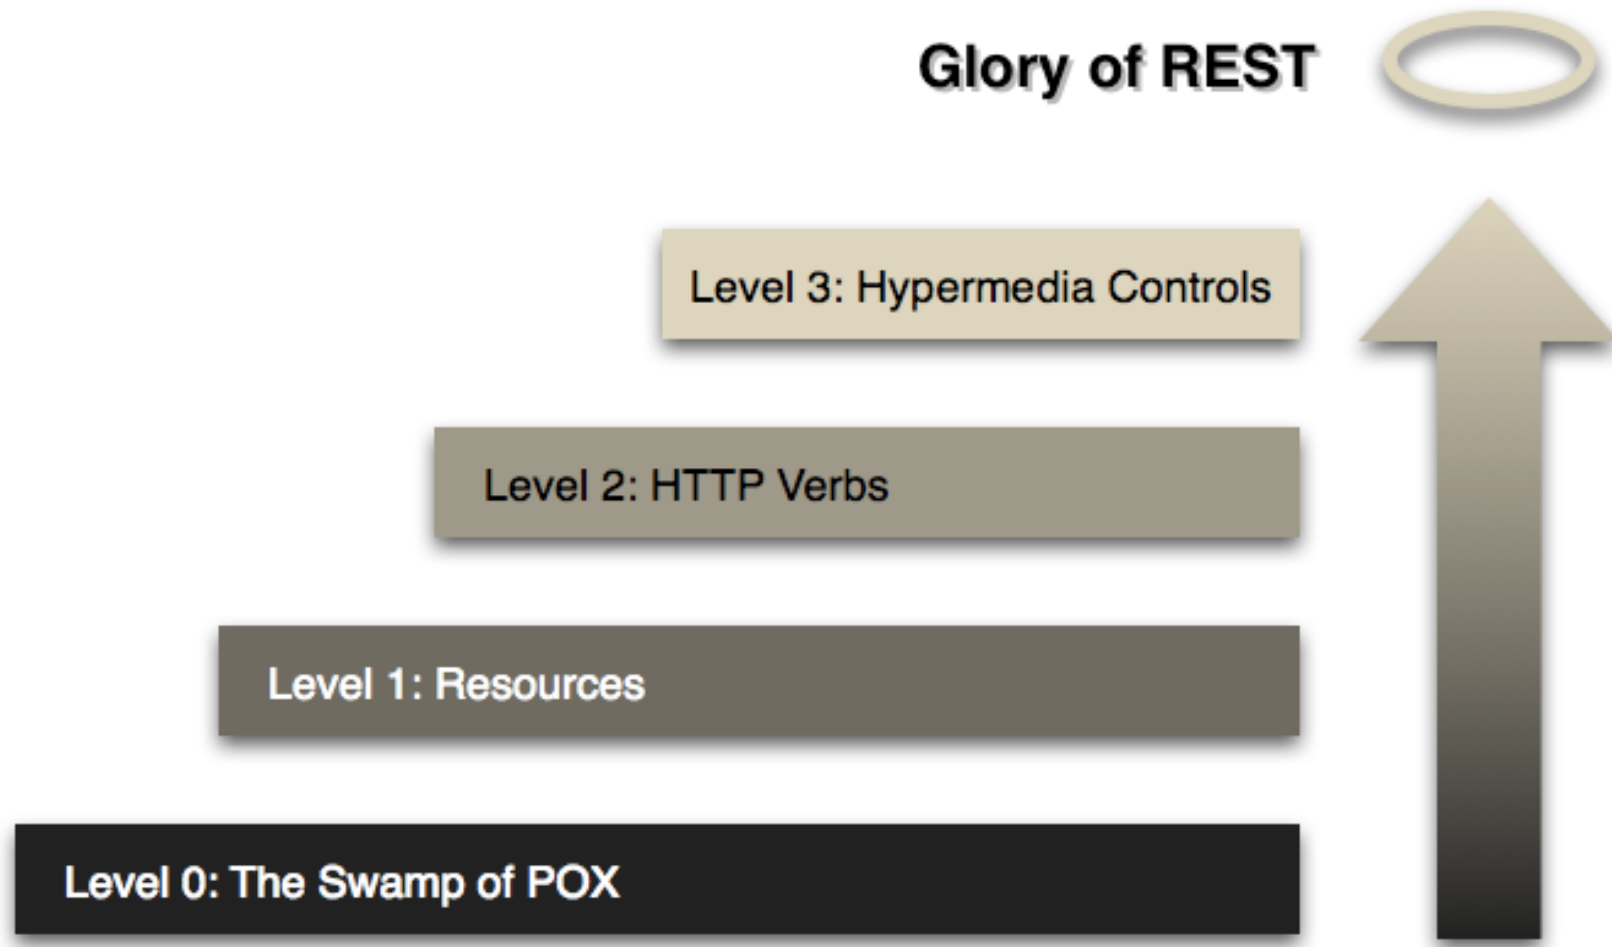 Glory of REST
Level 3: Hypermedia Controls
Level 2: HTTP Verbs
Level 1: Resources
Level 0: The Swamp of POX